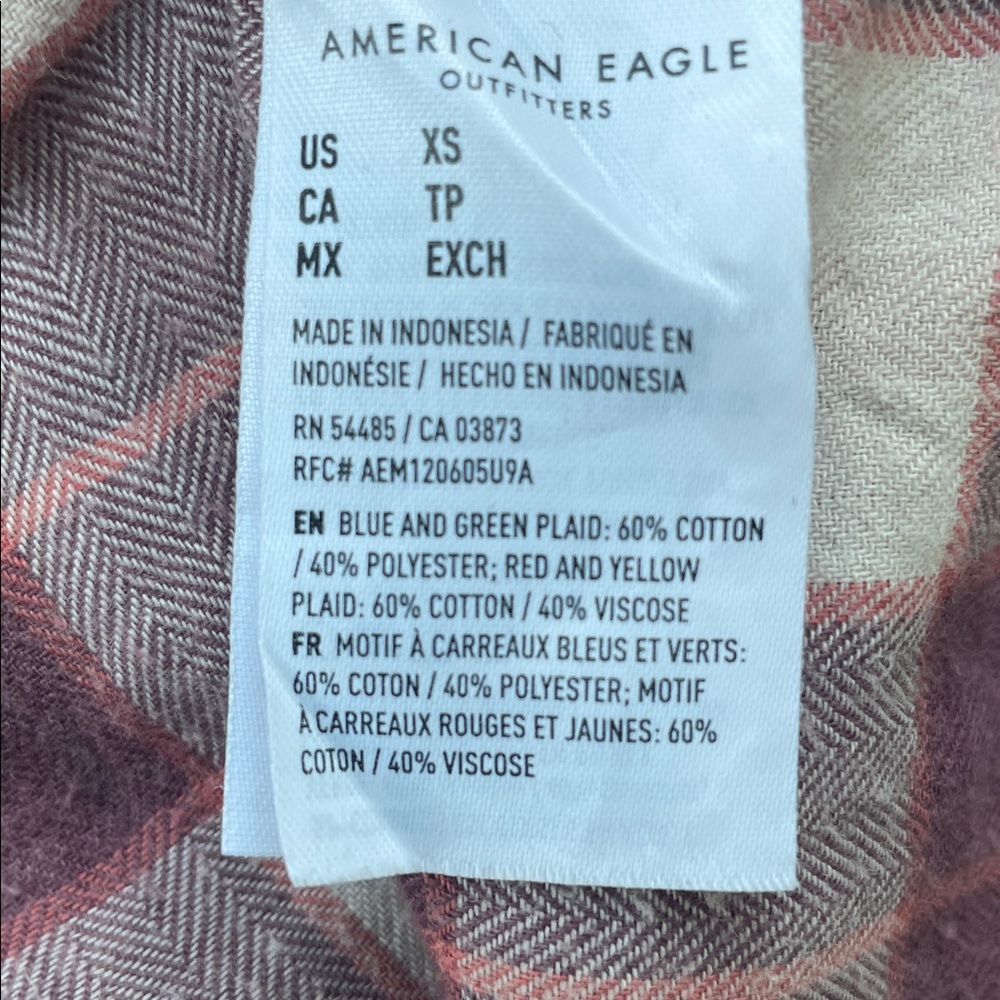 AMERICAN EAGLE
OUTFITTERS
US XS
CA TP
MX EXCH
MADE IN INDONESIA / FABRIQUÉ EN
INDONÉSIE / HECHO EN INDONESIA
RN 54485 / CA 03873
RFC# AEM120605U9A
EN BLUE AND GREEN PLAID: 60% COTTON
/ 40% POLYESTER; RED AND YELLOW
PLAID: 60% COTTON / 40% VISCOSE
FR MOTIF À CARREAUX BLEUS ET VERTS:
60% COTON / 40% POLYESTER; MOTIF
À CARREAUX ROUGES ET JAUNES: 60%
COTON / 40% VISCOSE